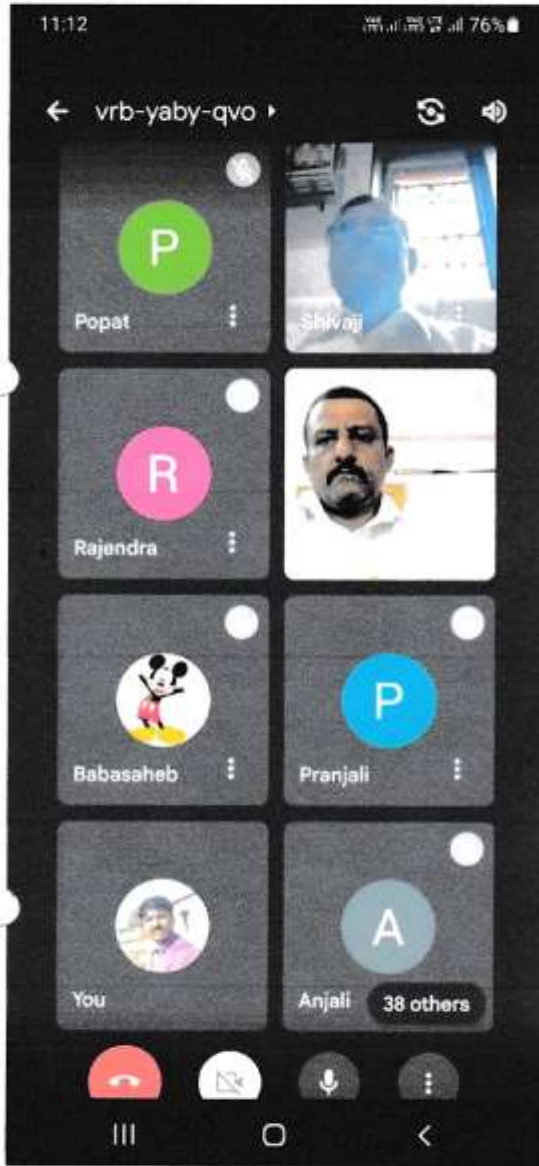 11:12 76%
vrb-yaby-qvo
P
Popat
Shivaji
R
Rajendra
Babasaheb
P
Pranjali
You
A
Anjali 38 others